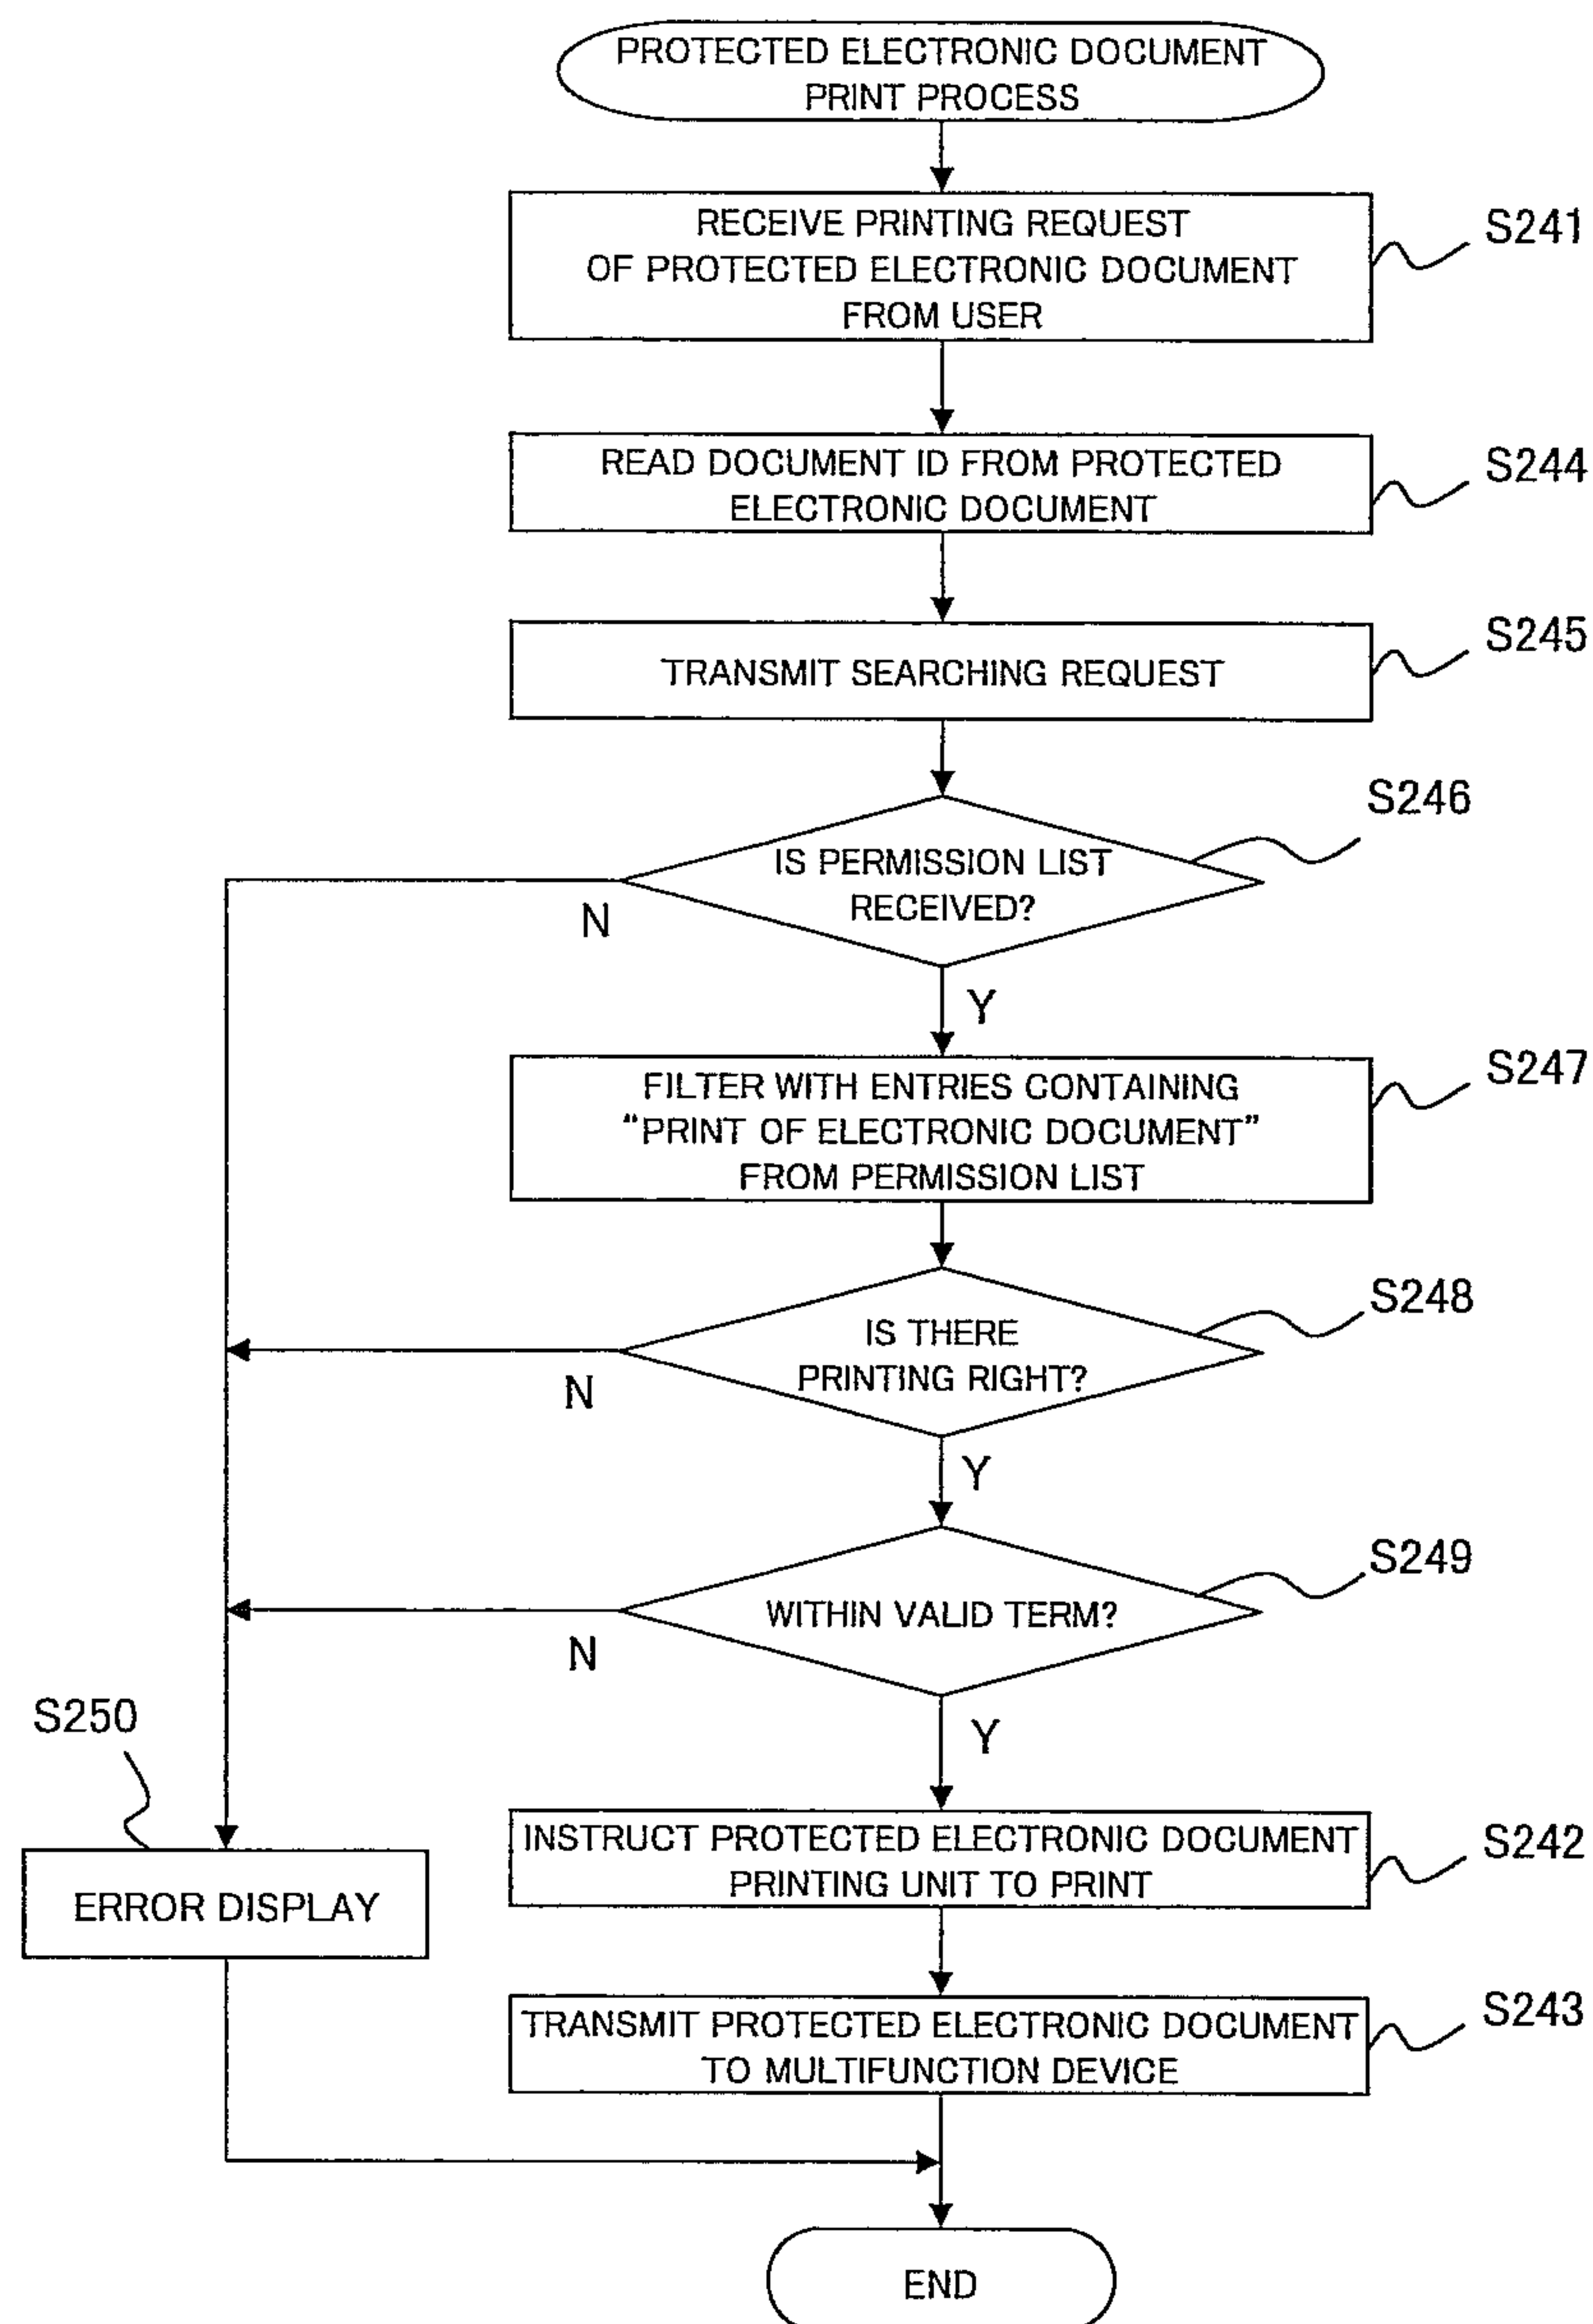 PROTECTED ELECTRONIC DOCUMENT
PRINT PROCESS
RECEIVE PRINTING REQUEST
OF PROTECTED ELECTRONIC DOCUMENT
FROM USER
S241
READ DOCUMENT ID FROM PROTECTED
ELECTRONIC DOCUMENT
S244
TRANSMIT SEARCHING REQUEST
S245
IS PERMISSION LIST
RECEIVED?
S246
N
Y
FILTER WITH ENTRIES CONTAINING
“PRINT OF ELECTRONIC DOCUMENT”
FROM PERMISSION LIST
S247
IS THERE
PRINTING RIGHT?
S248
N
Y
WITHIN VALID TERM?
S249
N
Y
S250
ERROR DISPLAY
INSTRUCT PROTECTED ELECTRONIC DOCUMENT
PRINTING UNIT TO PRINT
S242
TRANSMIT PROTECTED ELECTRONIC DOCUMENT
TO MULTIFUNCTION DEVICE
S243
END